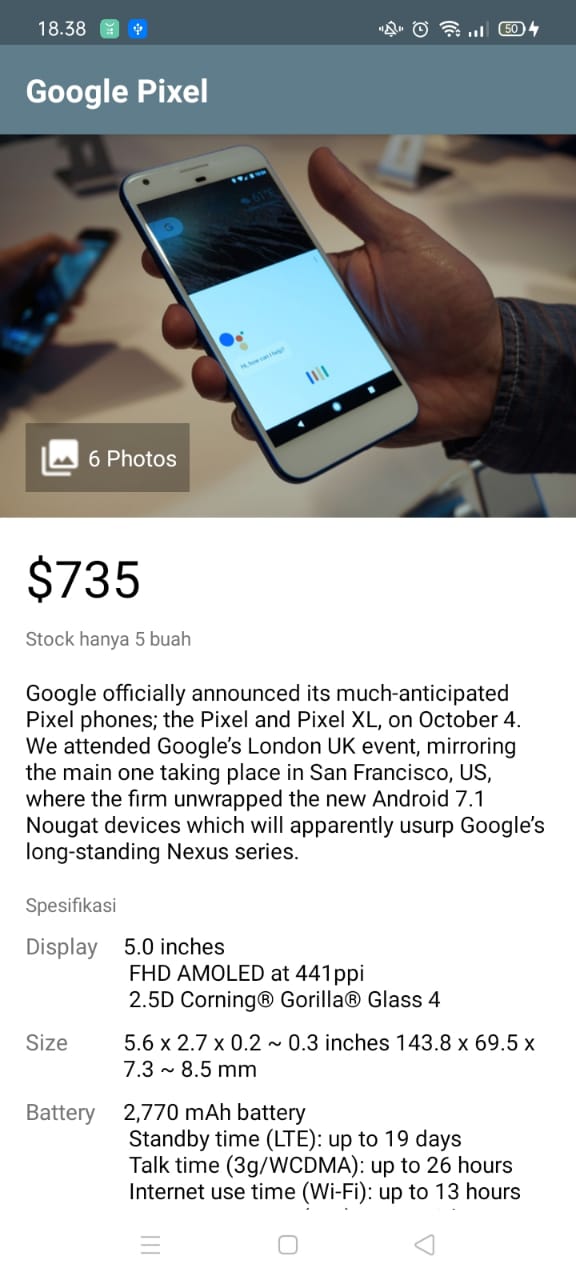 18.38
50
Google Pixel
G
Hi, how can I help?
6 Photos
$735
Stock hanya 5 buah
Google officially announced its much-anticipated
Pixel phones; the Pixel and Pixel XL, on October 4.
We attended Google’s London UK event, mirroring
the main one taking place in San Francisco, US,
where the firm unwrapped the new Android 7.1
Nougat devices which will apparently usurp Google’s
long-standing Nexus series.
Spesifikasi
Display 5.0 inches
FHD AMOLED at 441ppi
2.5D Corning® Gorilla® Glass 4
Size 5.6 x 2.7 x 0.2 ~ 0.3 inches 143.8 x 69.5 x
7.3 ~ 8.5 mm
Battery 2,770 mAh battery
Standby time (LTE): up to 19 days
Talk time (3g/WCDMA): up to 26 hours
Internet use time (Wi-Fi): up to 13 hours